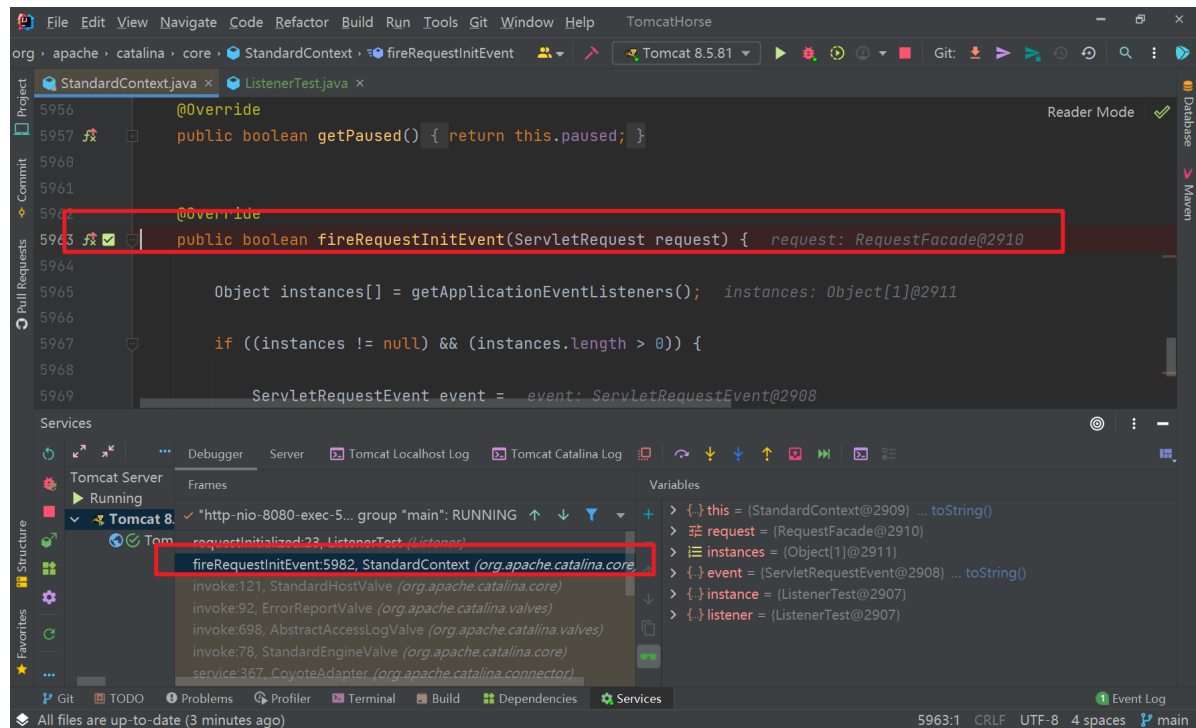 File Edit View Navigate Code Refactor Build Run Tools Git Window Help TomcatHorse
org › apache › catalina › core › StandardContext › fireRequestInitEvent Tomcat 8.5.81 Git:
StandardContext.java × ListenerTest.java ×
Reader Mode
5956 @Override
5957 public boolean getPaused() { return this.paused; }
5960
5961
5962 @Override
5963 public boolean fireRequestInitEvent(ServletRequest request) { request: RequestFacade@2910
5964
5965 Object instances[] = getApplicationEventListeners(); instances: Object[1]@2911
5966
5967 if ((instances != null) && (instances.length > 0)) {
5968
5969 ServletRequestEvent event = event: ServletRequestEvent@2908
Project
Commit
Pull Requests
Structure
Favorites
Database
Maven
Services
Debugger Server Tomcat Localhost Log Tomcat Catalina Log
Tomcat Server
Running
Tomcat 8.
Tom
Frames
"http-nio-8080-exec-5... group "main": RUNNING
requestInitialized:23, ListenerTest (Listener)
fireRequestInitEvent:5982, StandardContext (org.apache.catalina.core
invoke:121, StandardHostValve (org.apache.catalina.core)
invoke:92, ErrorReportValve (org.apache.catalina.valves)
invoke:698, AbstractAccessLogValve (org.apache.catalina.valves)
invoke:78, StandardEngineValve (org.apache.catalina.core)
service:367, CoyoteAdapter (org.apache.catalina.connector)
Variables
{...} this = {StandardContext@2909} ... toString()
request = {RequestFacade@2910}
instances = {Object[1]@2911}
{...} event = {ServletRequestEvent@2908} ... toString()
{...} instance = {ListenerTest@2907}
{...} listener = {ListenerTest@2907}
Git TODO Problems Profiler Terminal Build Dependencies Services 1 Event Log
All files are up-to-date (3 minutes ago) 5963:1 CRLF UTF-8 4 spaces main